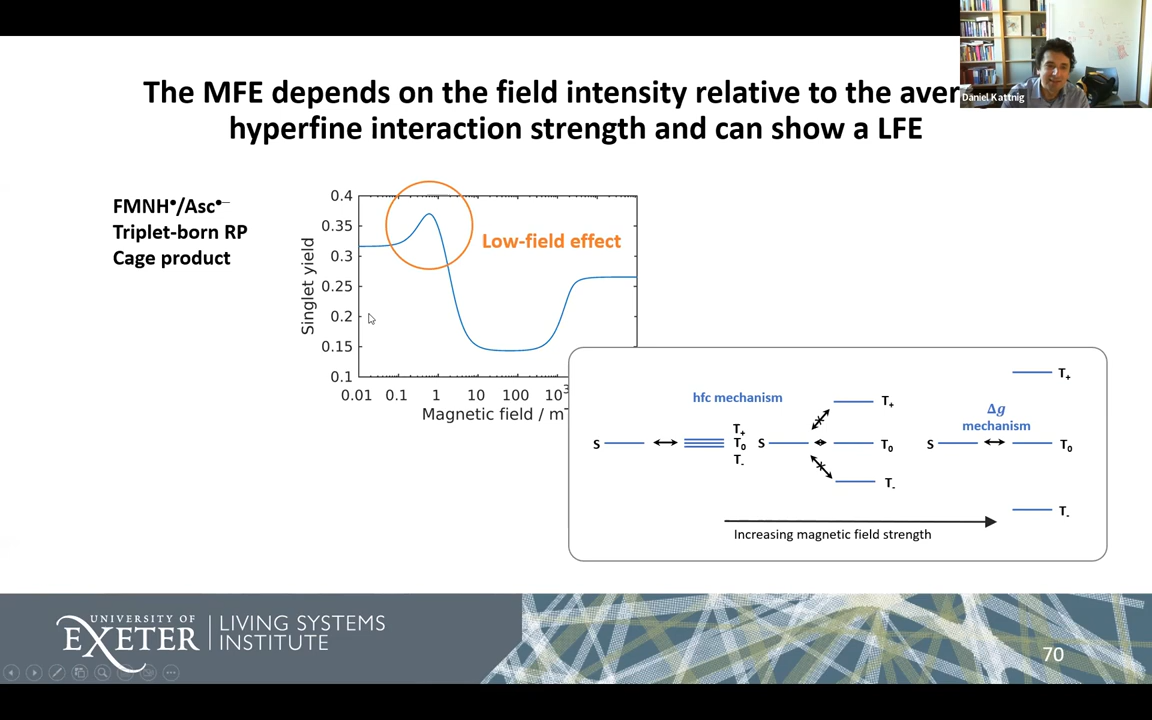 The MFE depends on the field intensity relative to the aver
hyperfine interaction strength and can show a LFE
Daniel Kattnig
FMNH•/Asc•−
Triplet-born RP
Cage product
Singlet yield
0.4
0.35
0.3
0.25
0.2
0.15
0.1
Low-field effect
0.01 0.1 1 10 100 10³
Magnetic field / m
hfc mechanism
Δg
mechanism
S
T+
T0
T-
S
T+
T0
T-
S
T+
T0
T-
Increasing magnetic field strength
UNIVERSITY OF
EXETER
LIVING SYSTEMS
INSTITUTE
70